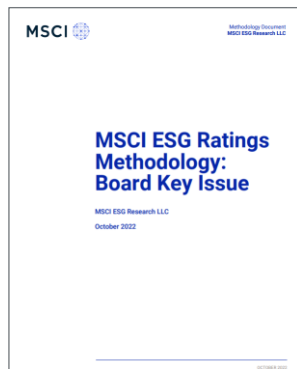 MSCI
Methodology Document
MSCI ESG Research LLC
MSCI ESG Ratings
Methodology:
Board Key Issue
MSCI ESG Research LLC
October 2022
OCTOBER 2022